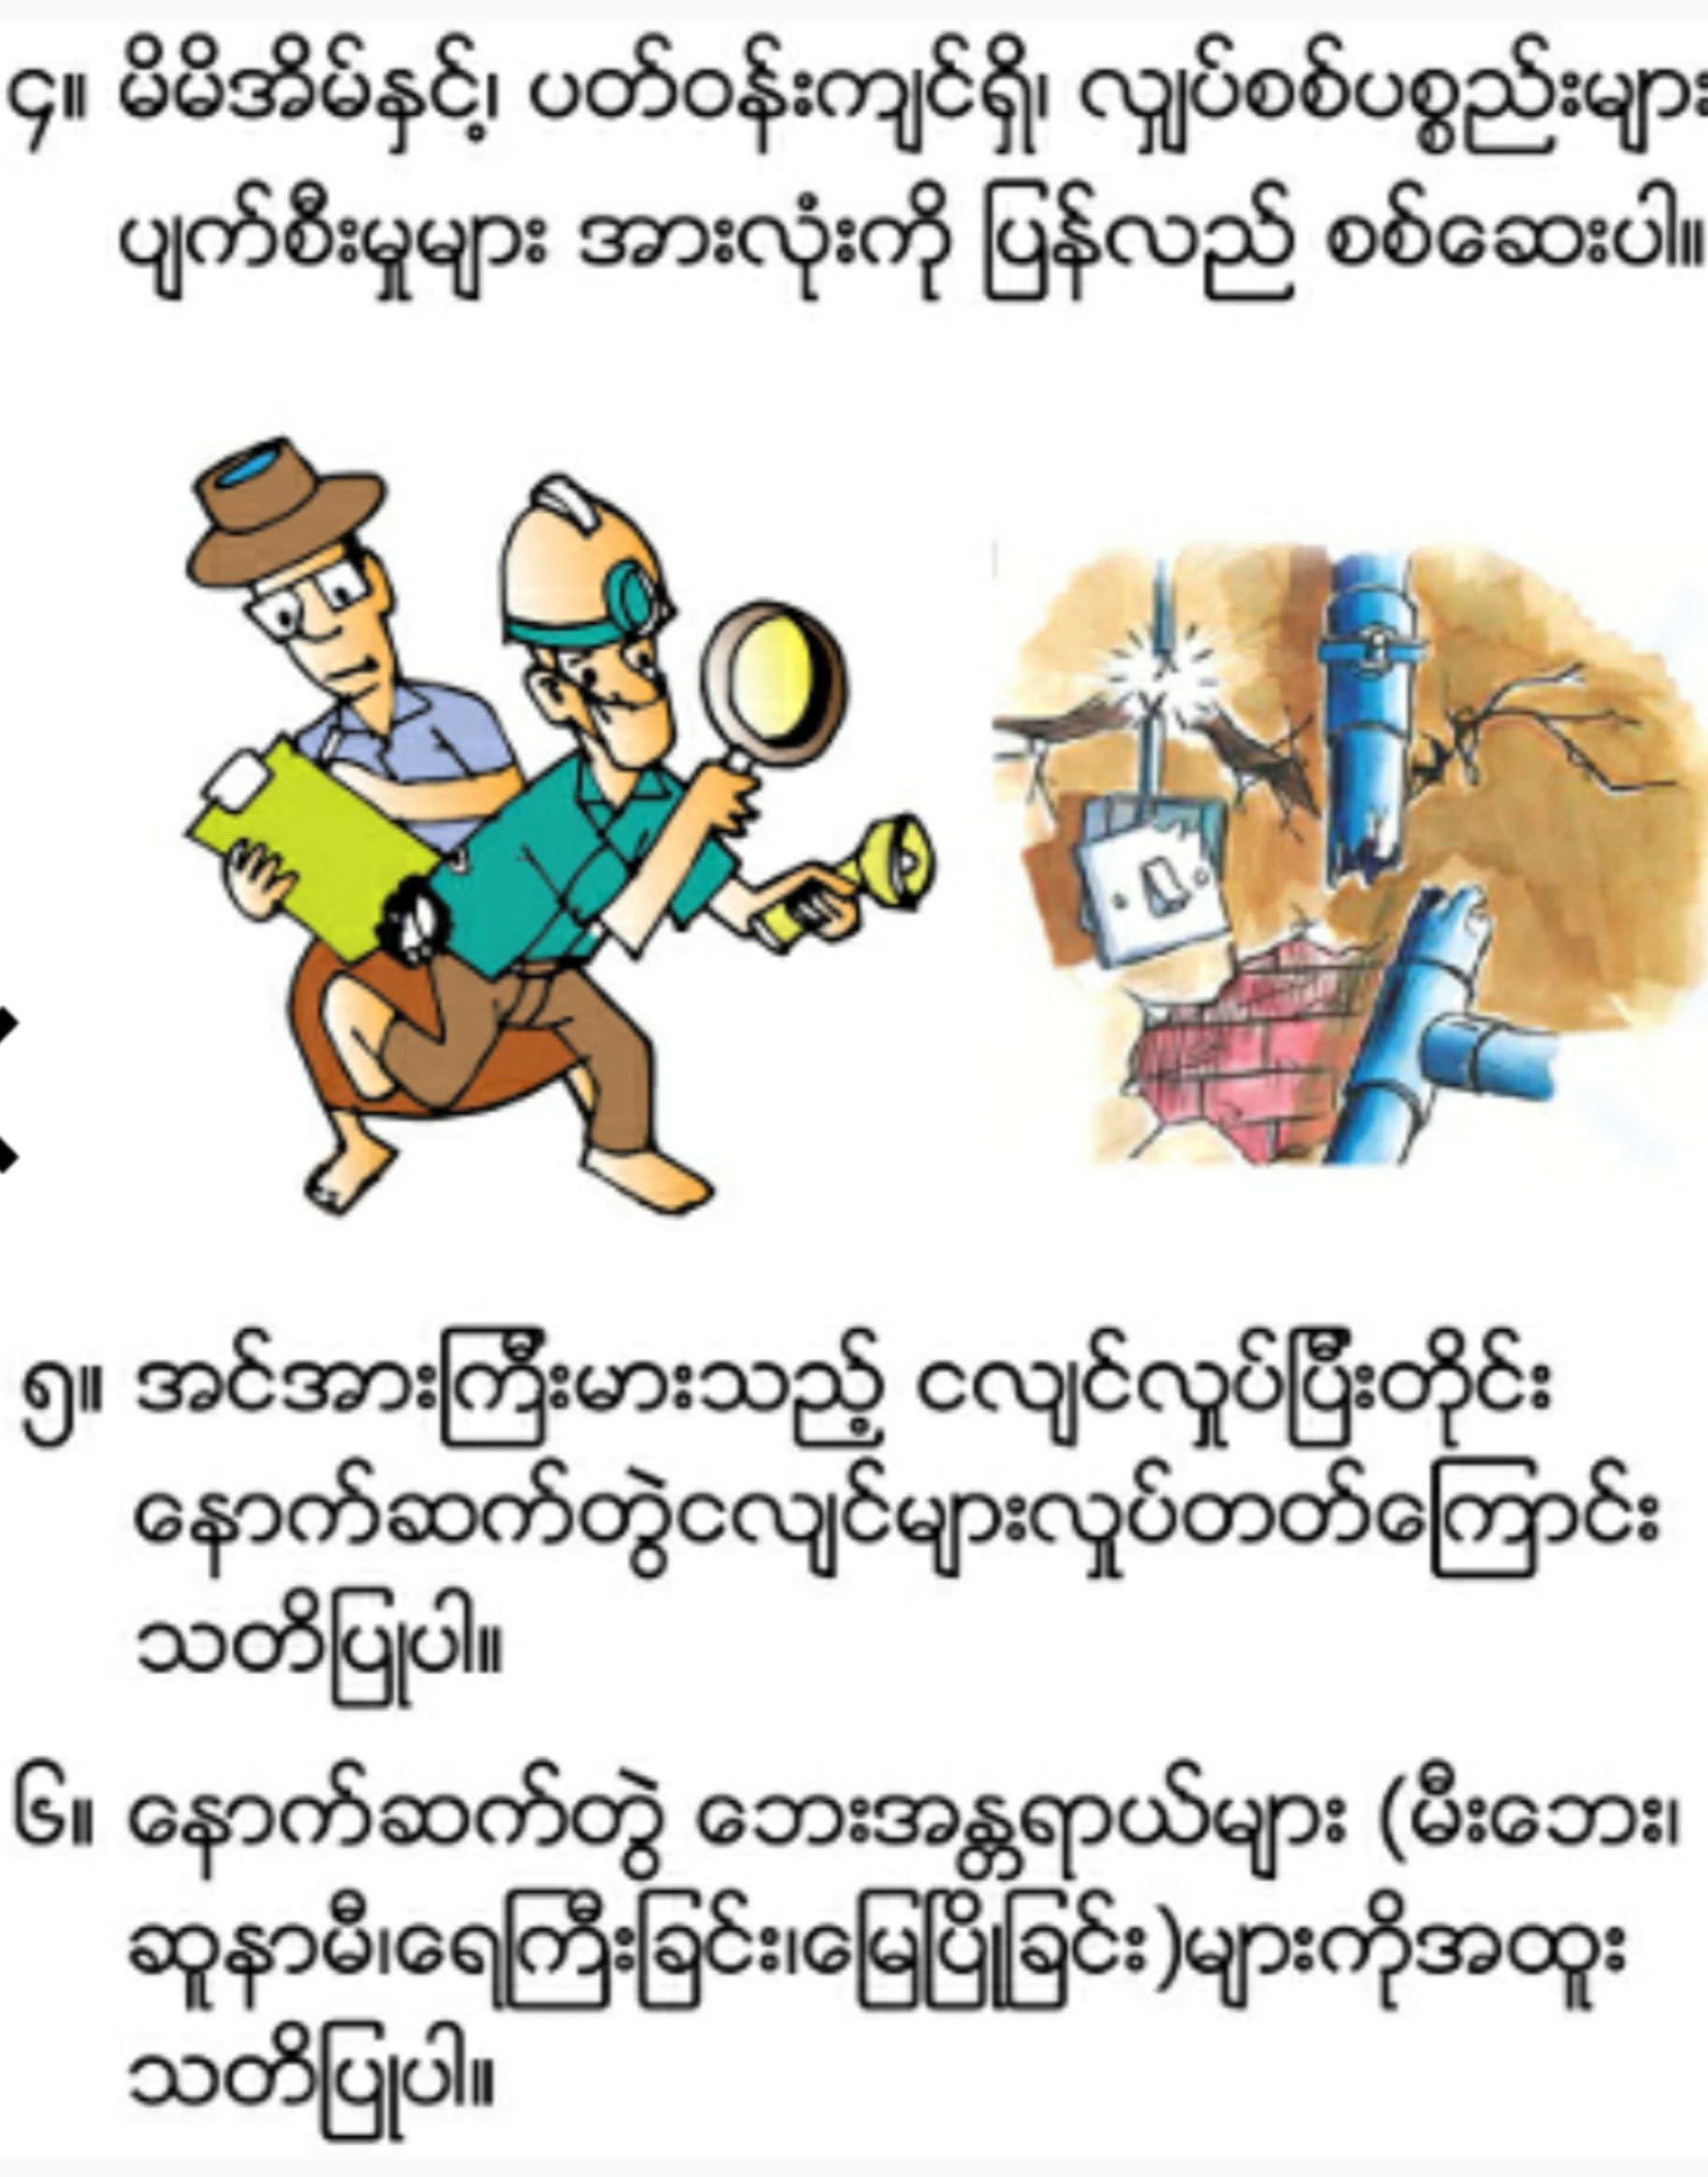 ၄။ မိမိအိမ်နှင့်၊ ပတ်ဝန်းကျင်ရှိ၊ လျှပ်စစ်ပစ္စည်းများ
ပျက်စီးမှုများ အားလုံးကို ပြန်လည် စစ်ဆေးပါ။
၅။ အင်အားကြီးမားသည့် ငလျင်လှုပ်ပြီးတိုင်း
နောက်ဆက်တွဲငလျင်များလှုပ်တတ်ကြောင်း
သတိပြုပါ။
၆။ နောက်ဆက်တွဲ ဘေးအန္တရာယ်များ (မီးဘေး၊
ဆူနာမီ၊ရေကြီးခြင်း၊မြေပြိုခြင်း)များကိုအထူး
သတိပြုပါ။